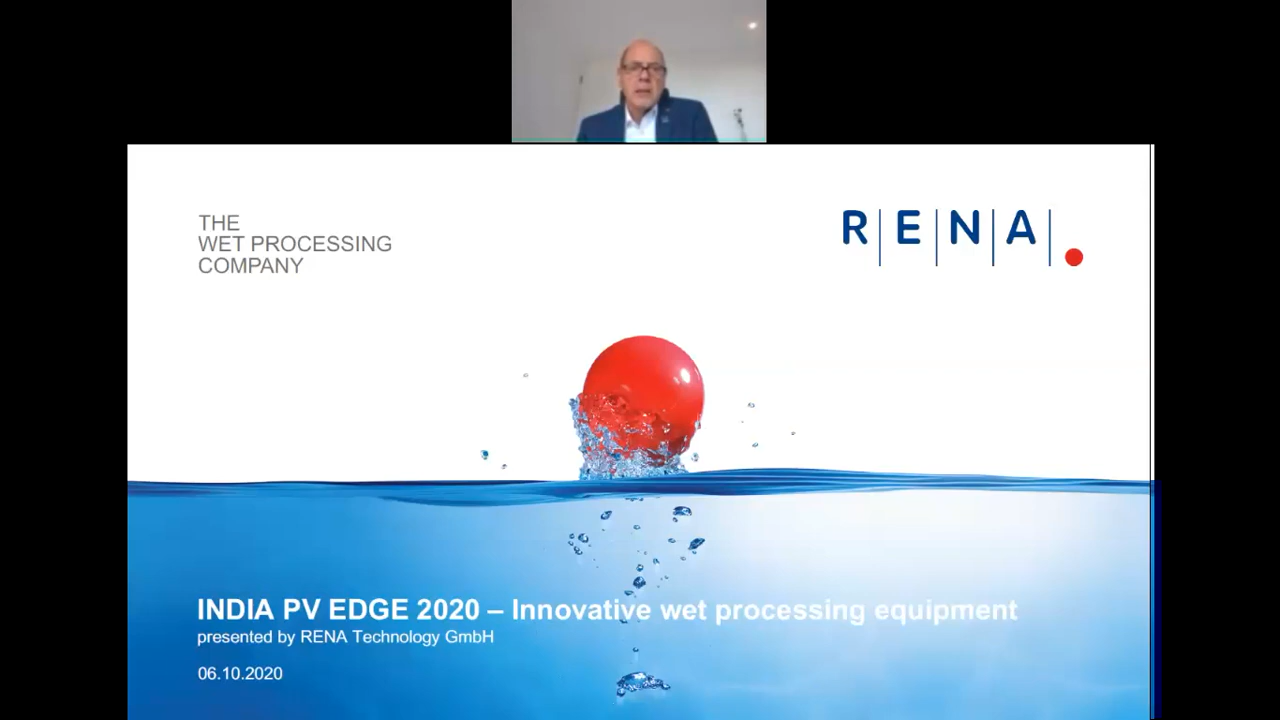 THE
WET PROCESSING
COMPANY
RENA
INDIA PV EDGE 2020 – Innovative wet processing equipment
presented by RENA Technology GmbH
06.10.2020